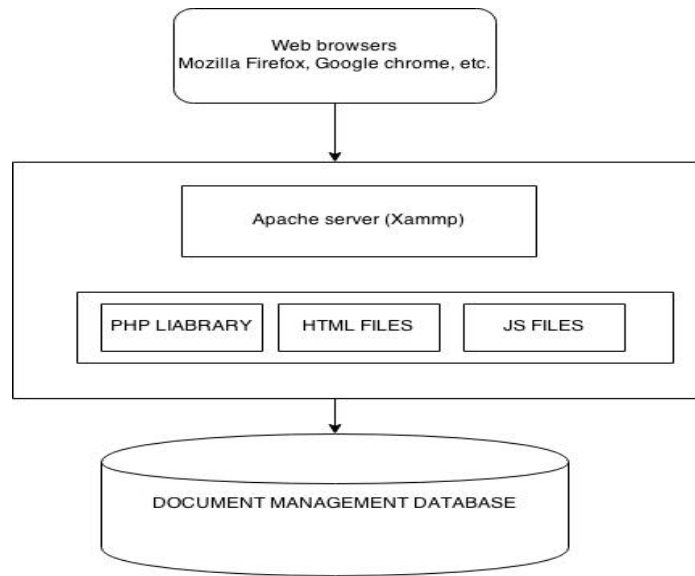 Web browsers
Mozilla Firefox, Google chrome, etc.
Apache server (Xammp)
PHP LIABRARY
HTML FILES
JS FILES
DOCUMENT MANAGEMENT DATABASE